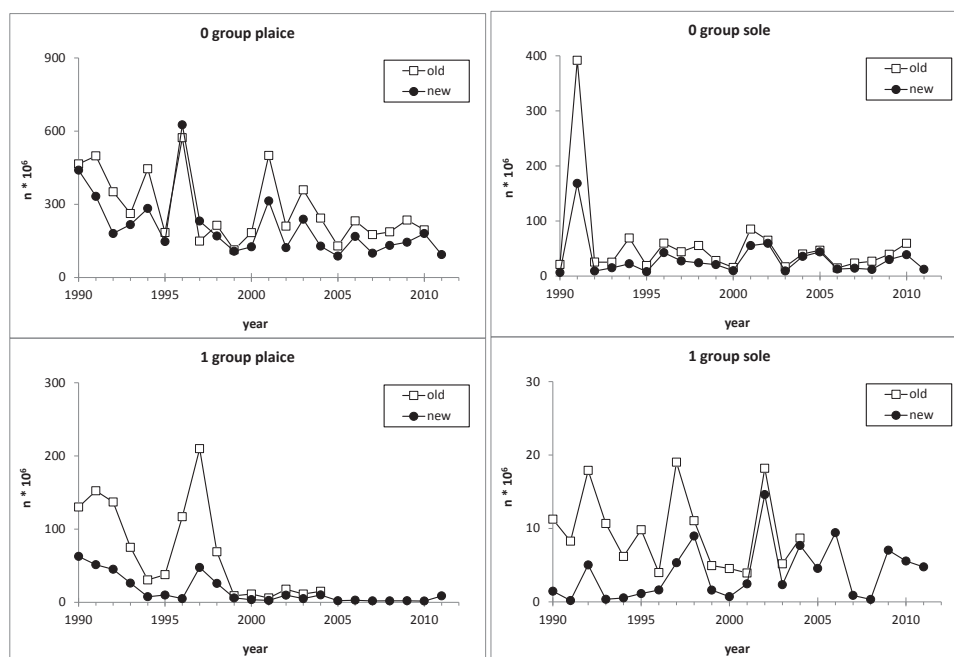 0 group plaice
900
600
300
0
n * 10⁶
old
new
1990 1995 2000 2005 2010
year
0 group sole
400
300
200
100
0
n * 10⁶
old
new
1990 1995 2000 2005 2010
year
1 group plaice
300
200
100
0
n * 10⁶
old
new
1990 1995 2000 2005 2010
year
1 group sole
30
20
10
0
n * 10⁶
old
new
1990 1995 2000 2005 2010
year